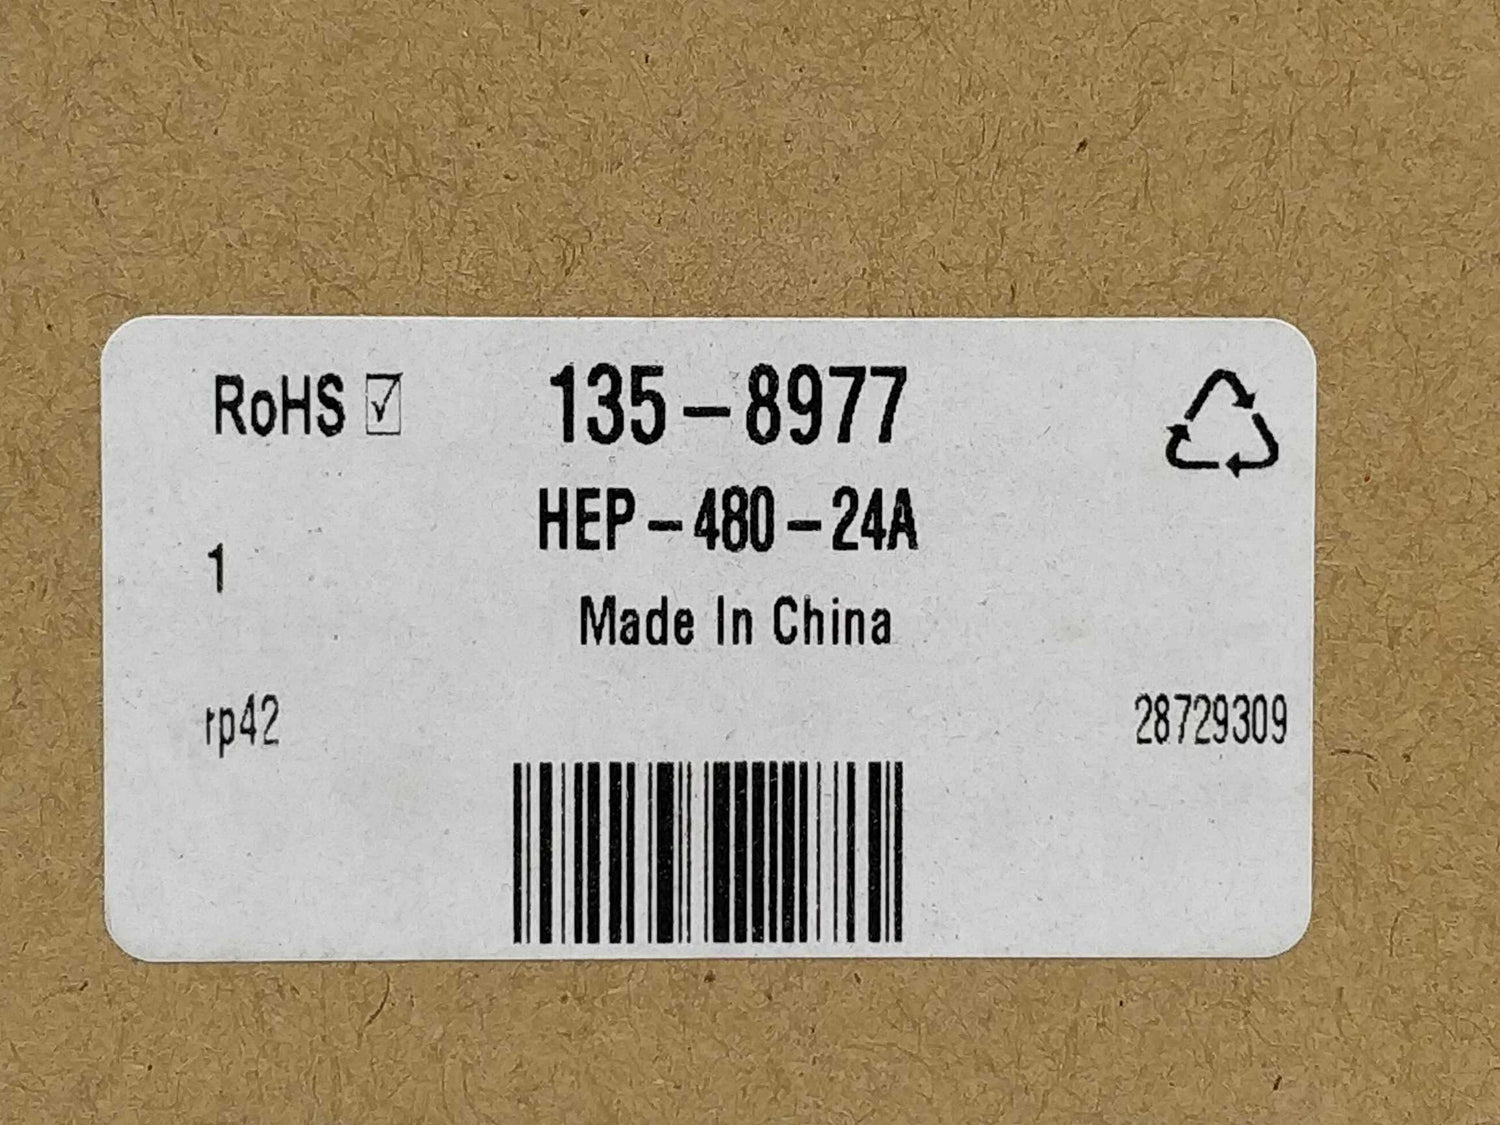 RoHS ☑
135-8977
HEP-480-24A
1
Made In China
rp42
28729309